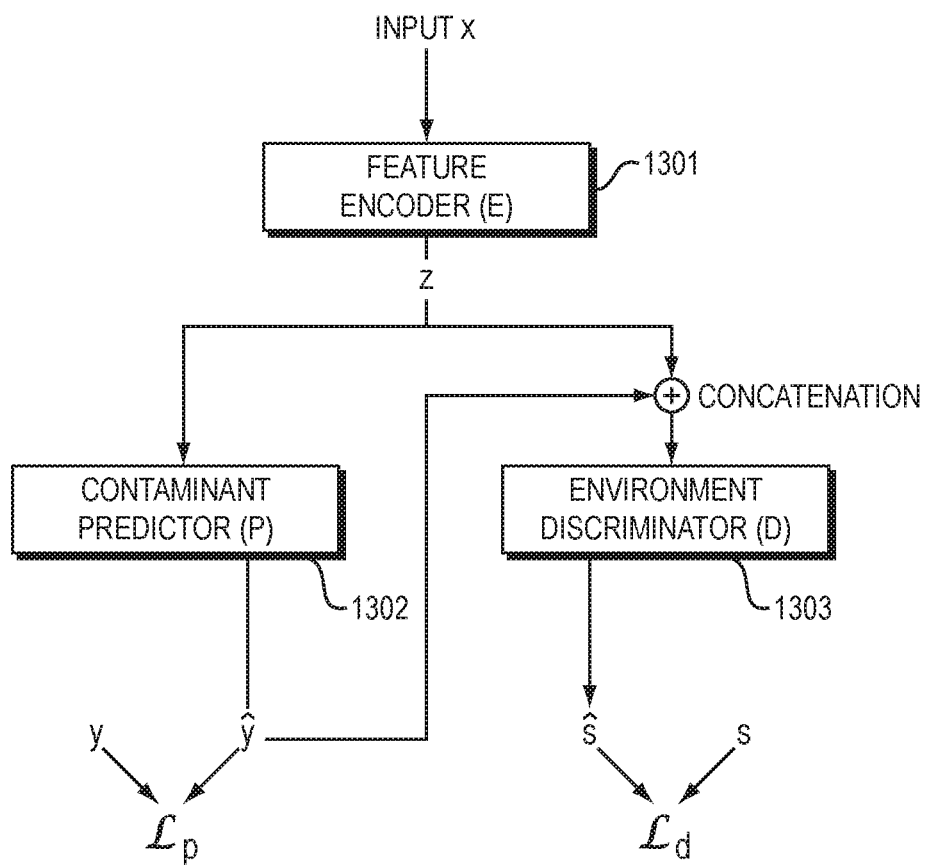 INPUT x
FEATURE
ENCODER (E)
1301
z
+ CONCATENATION
CONTAMINANT
PREDICTOR (P)
1302
ENVIRONMENT
DISCRIMINATOR (D)
1303
y ŷ ŝ s
ℒp ℒd